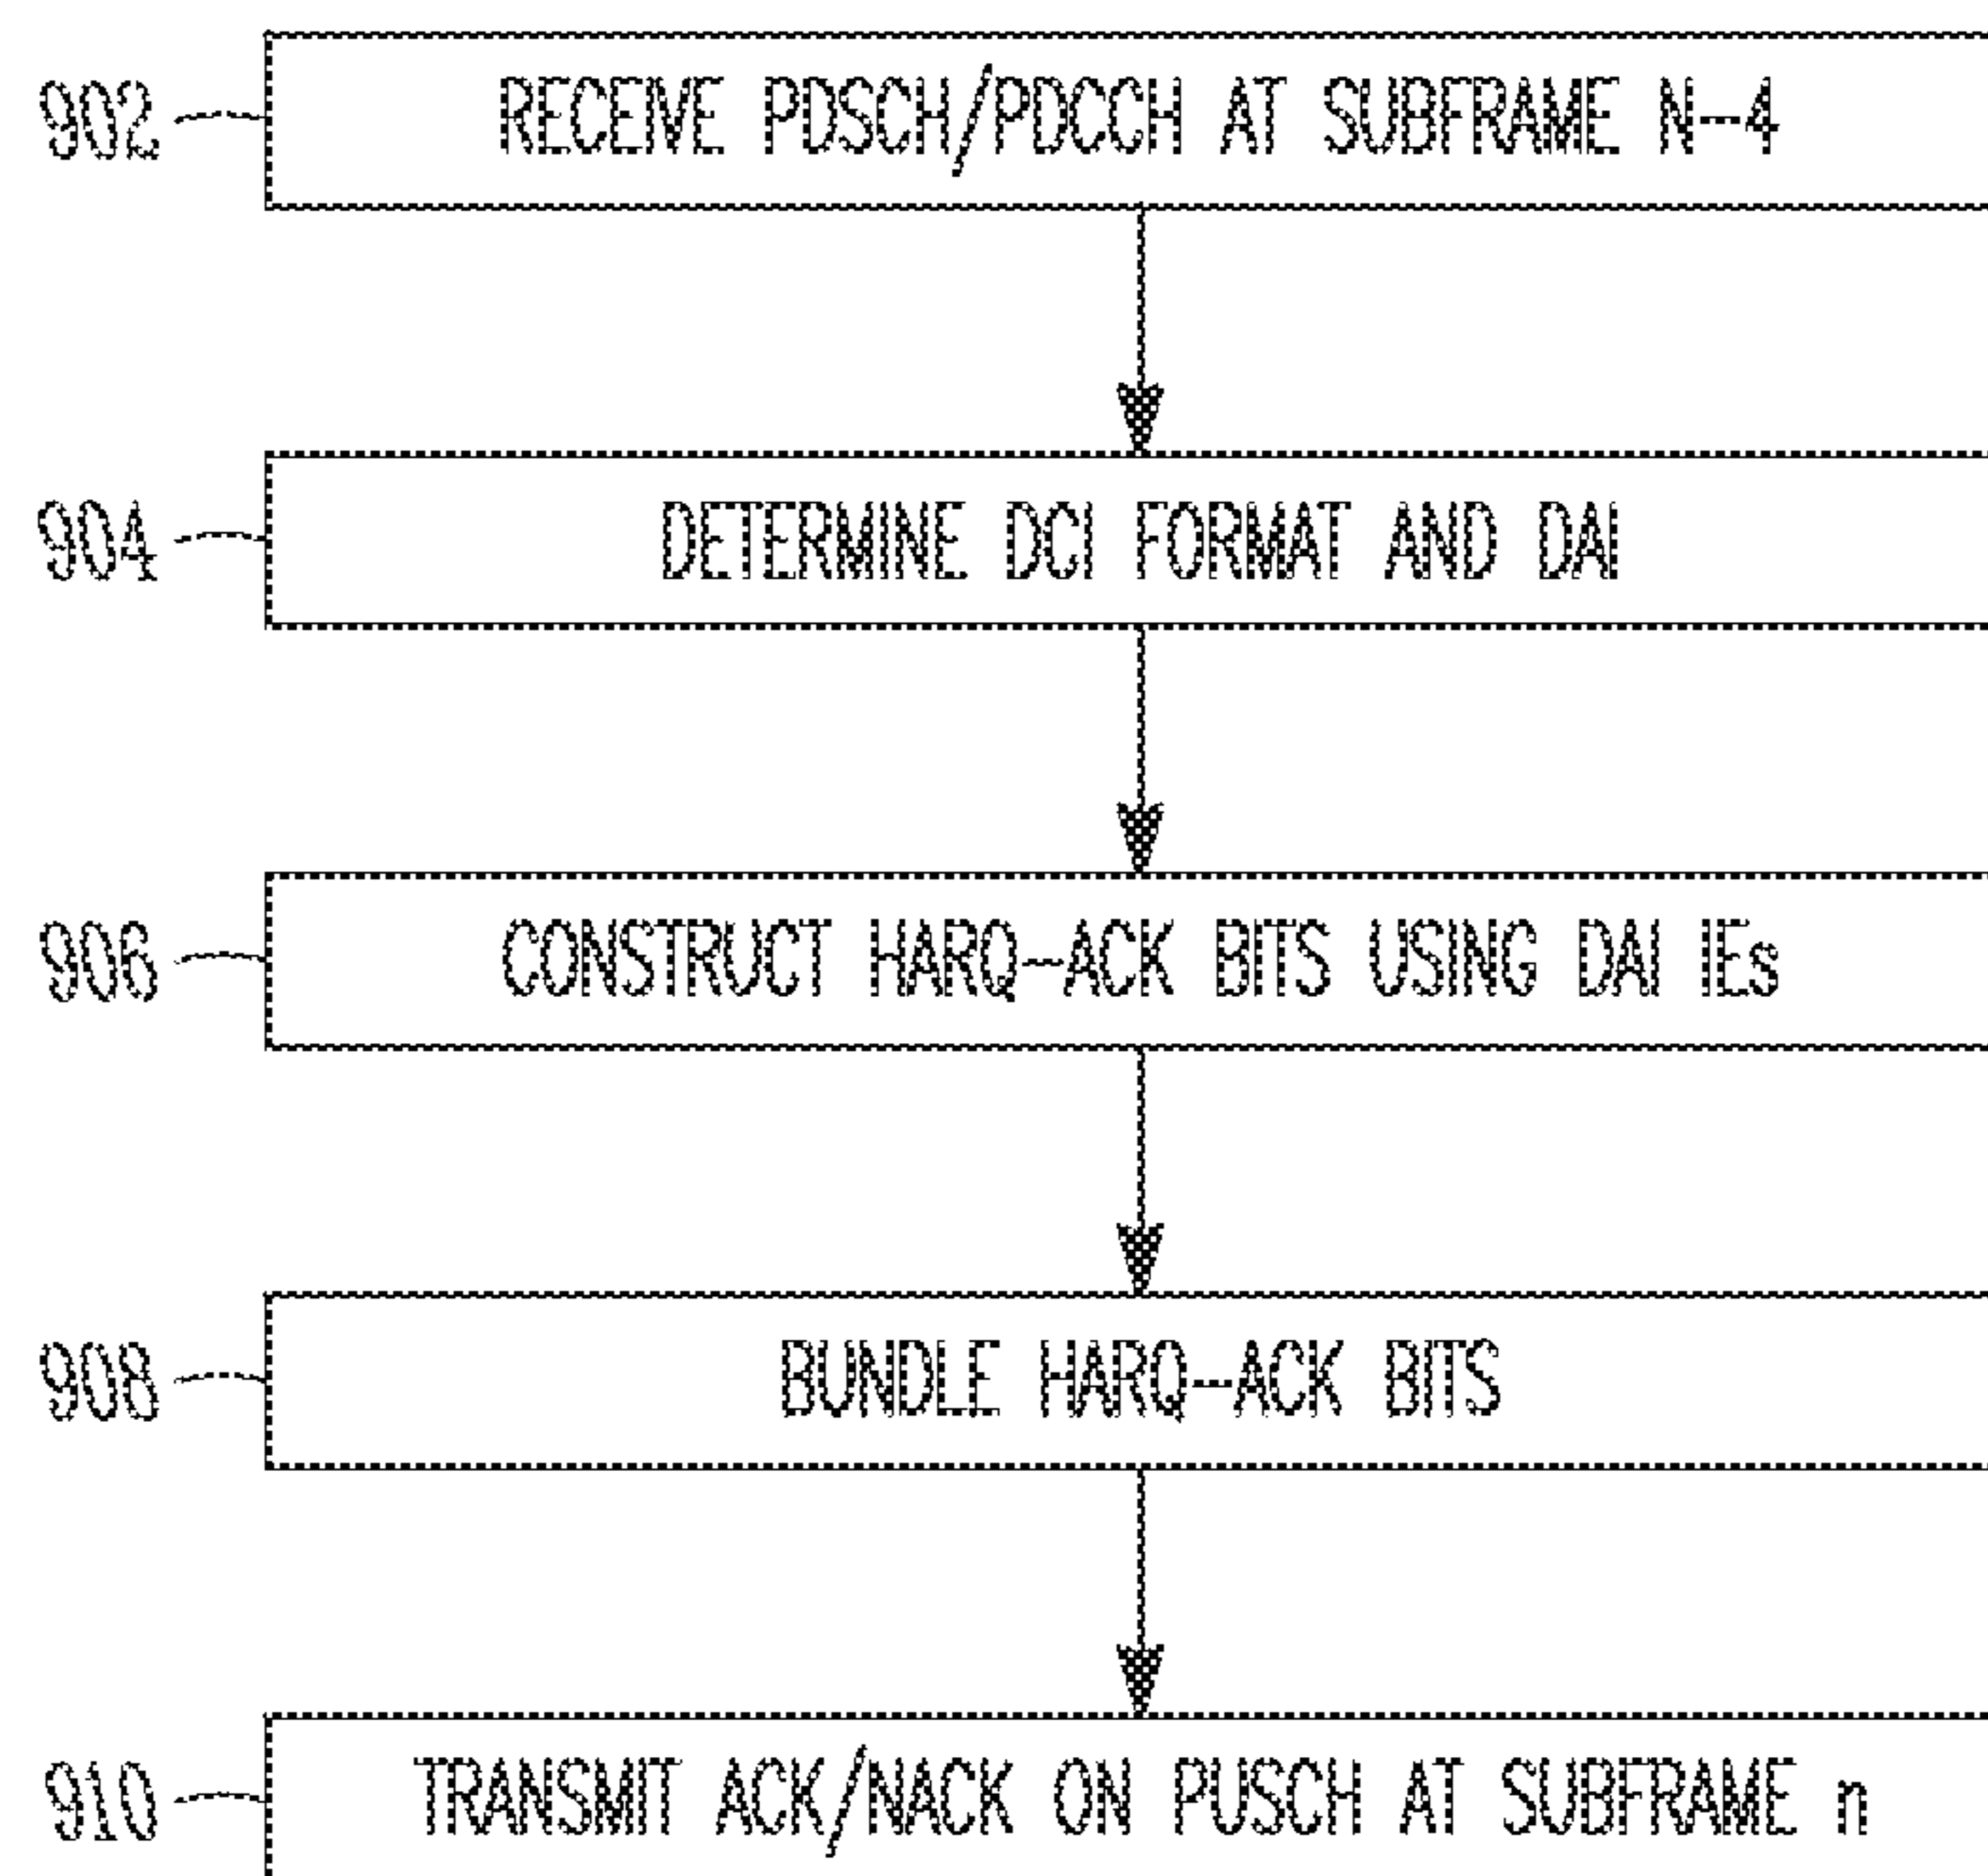 902 RECEIVE PDSCH/PDCCH AT SUBFRAME N-4
904 DETERMINE DCI FORMAT AND DAI
906 CONSTRUCT HARQ-ACK BITS USING DAI IEs
908 BUNDLE HARQ-ACK BITS
910 TRANSMIT ACK/NACK ON PUSCH AT SUBFRAME n